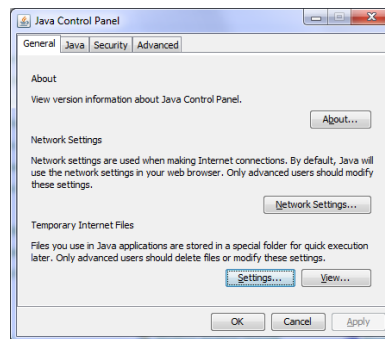 Java Control Panel
General Java Security Advanced
About
View version information about Java Control Panel.
About...
Network Settings
Network settings are used when making Internet connections. By default, Java will
use the network settings in your web browser. Only advanced users should modify
these settings.
Network Settings...
Temporary Internet Files
Files you use in Java applications are stored in a special folder for quick execution
later. Only advanced users should delete files or modify these settings.
Settings... View...
OK Cancel Apply